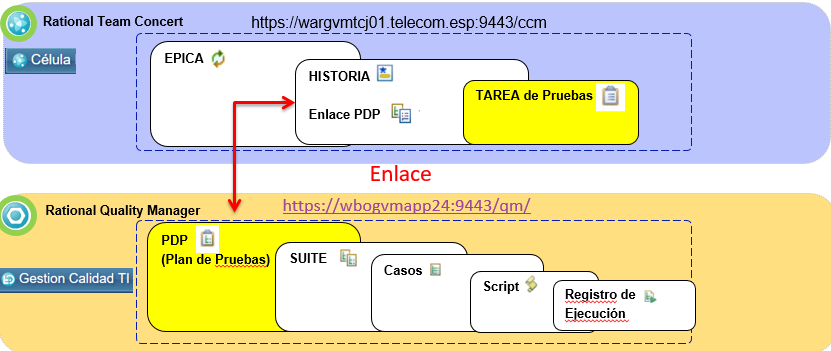 Rational Team Concert
https://wargvmtcj01.telecom.esp:9443/ccm
Célula
EPICA
HISTORIA
TAREA de Pruebas
Enlace PDP
Enlace
Rational Quality Manager
https://wbogvmapp24:9443/qm/
PDP
(Plan de Pruebas)
SUITE
Casos
Gestion Calidad TI
Script
Registro de
Ejecución